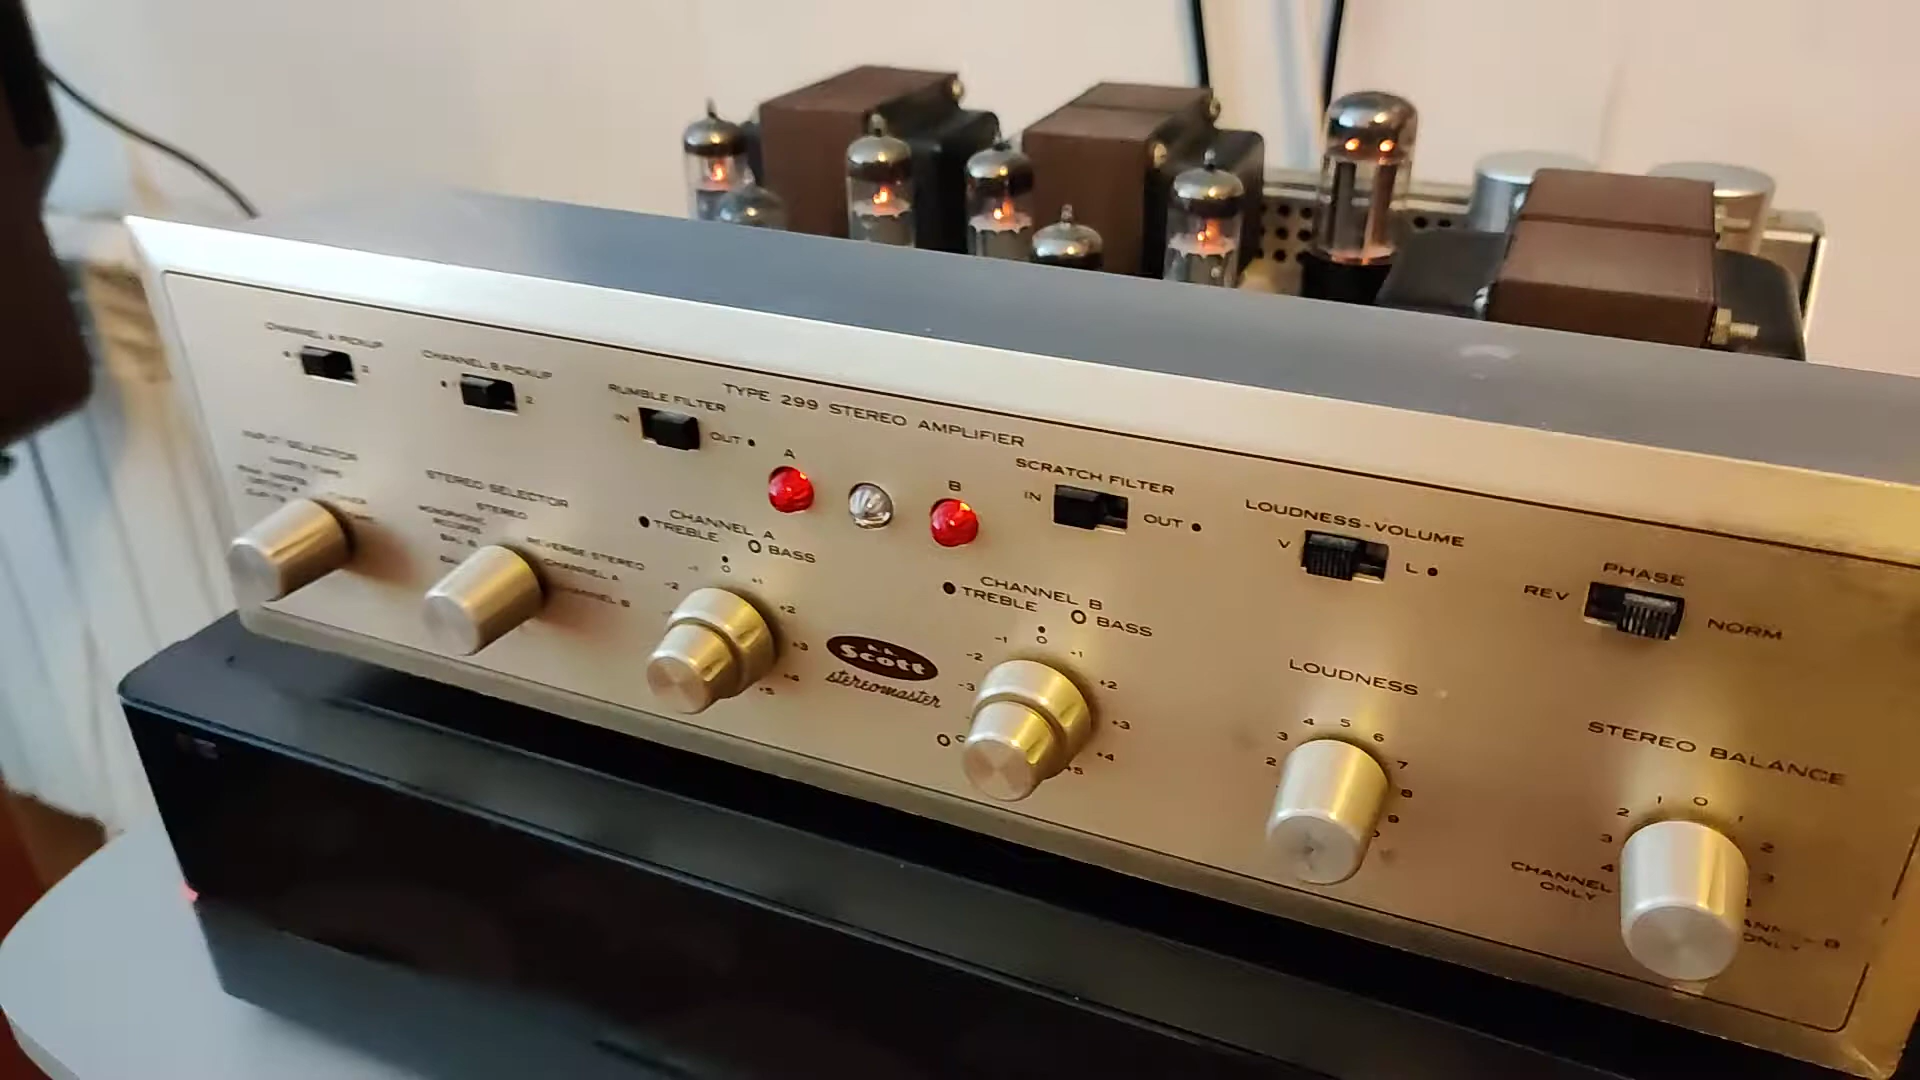 CHANNEL A PICKUP
2
CHANNEL B PICKUP
2
RUMBLE FILTER
IN
OUT
TYPE 299 STEREO AMPLIFIER
A
B
SCRATCH FILTER
IN
OUT
LOUDNESS-VOLUME
V
L
PHASE
REV
NORM
INPUT SELECTOR
STEREO SELECTOR
STEREO
MONOPHONIC
RECORDS
BAL B
REVERSE STEREO
CHANNEL A
CHANNEL B
CHANNEL A
TREBLE
BASS
-2 -1 0 +1 +2 +3 +4 +5
H.H.
Scott
stereomaster
CHANNEL B
TREBLE
BASS
-3 -2 -1 0 +1 +2 +3 +4 +5
LOUDNESS
2 3 4 5 6 7 8 9
STEREO BALANCE
4 3 2 1 0 1 2 3
CHANNEL
ONLY